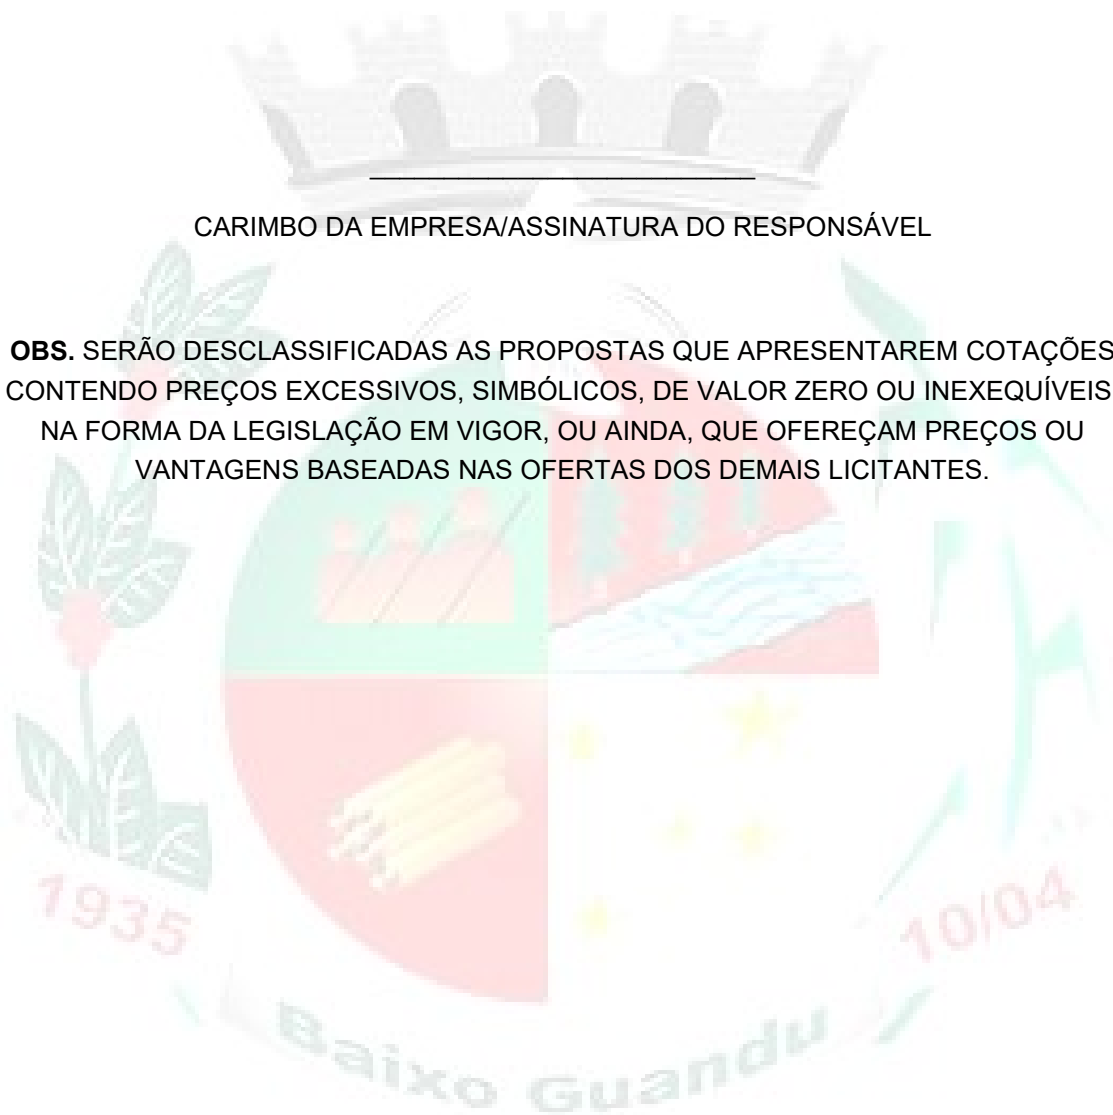 CARIMBO DA EMPRESA/ASSINATURA DO RESPONSÁVEL
OBS. SERÃO DESCLASSIFICADAS AS PROPOSTAS QUE APRESENTAREM COTAÇÕES
CONTENDO PREÇOS EXCESSIVOS, SIMBÓLICOS, DE VALOR ZERO OU INEXEQUÍVEIS
NA FORMA DA LEGISLAÇÃO EM VIGOR, OU AINDA, QUE OFEREÇAM PREÇOS OU
VANTAGENS BASEADAS NAS OFERTAS DOS DEMAIS LICITANTES.
1935
10/04
Baixo Guandu